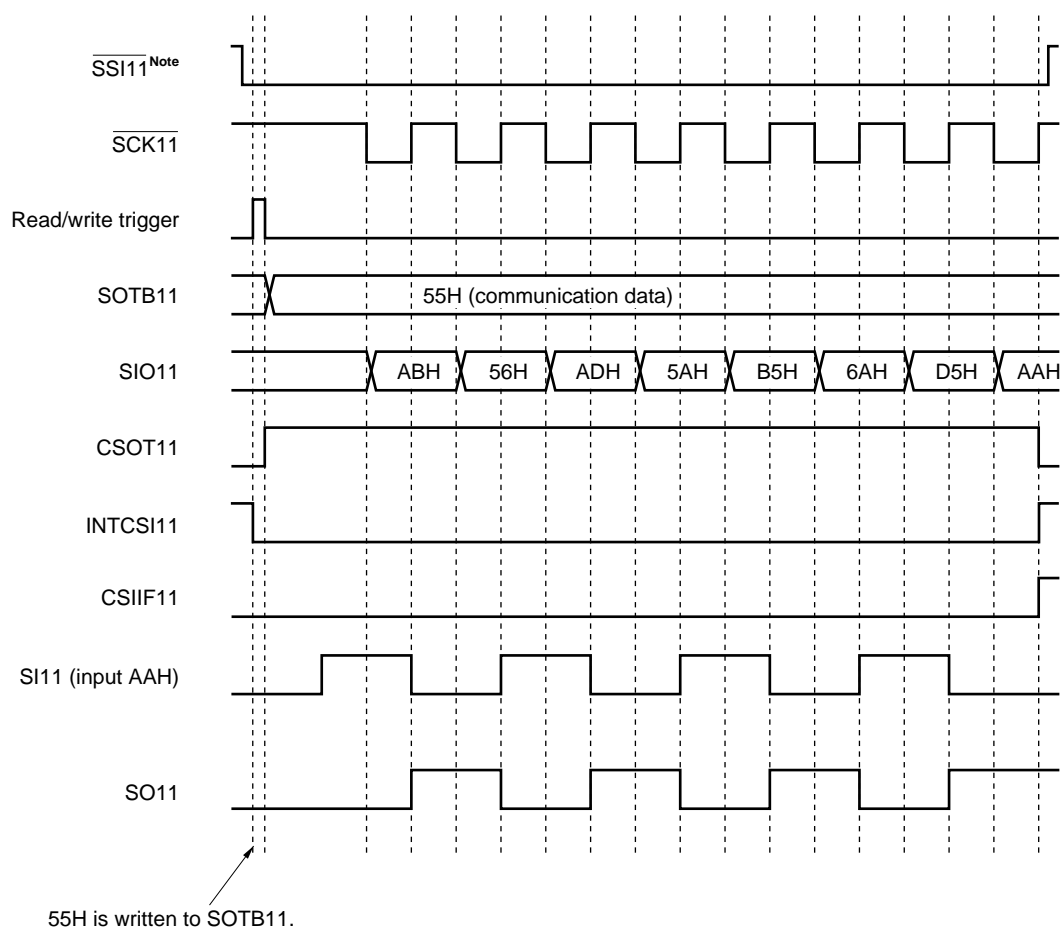 SSI11Note
SCK11
Read/write trigger
SOTB11
55H (communication data)
SIO11
ABH 56H ADH 5AH B5H 6AH D5H AAH
CSOT11
INTCSI11
CSIIF11
SI11 (input AAH)
SO11
55H is written to SOTB11.